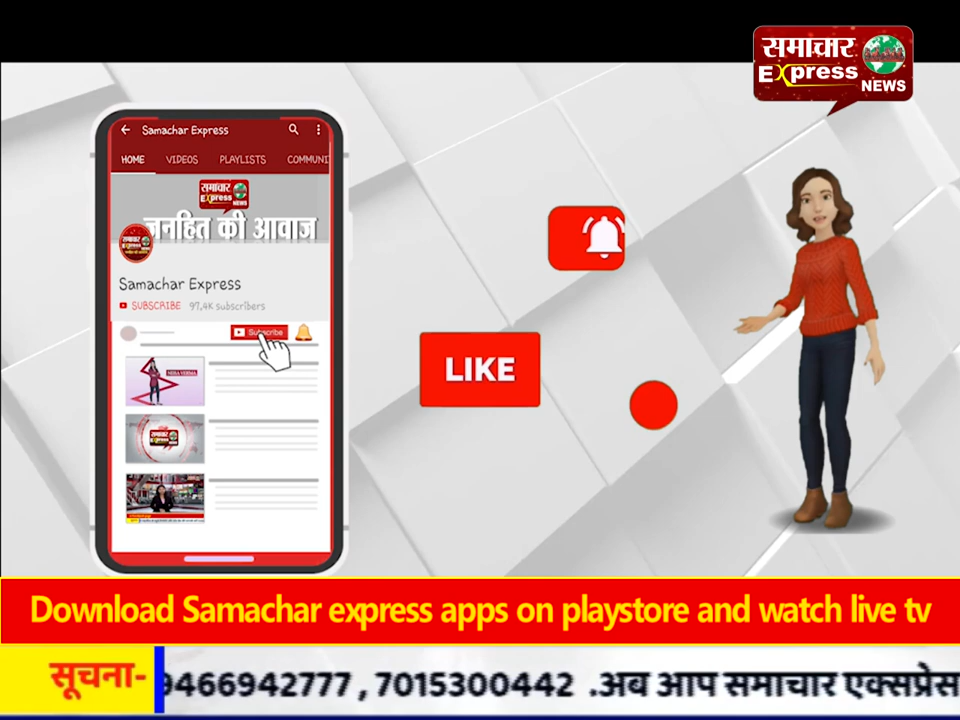 समाचार
Express
NEWS
Samachar Express
HOME VIDEOS PLAYLISTS COMMUNI
समाचार
Express
NEWS
जनहित की आवाज
Samachar Express
SUBSCRIBE 97.4K subscribers
Subscribe
LIKE
Download Samachar express apps on playstore and watch live tv
सूचना- 9466942777 , 7015300442 .अब आप समाचार एक्सप्रेस